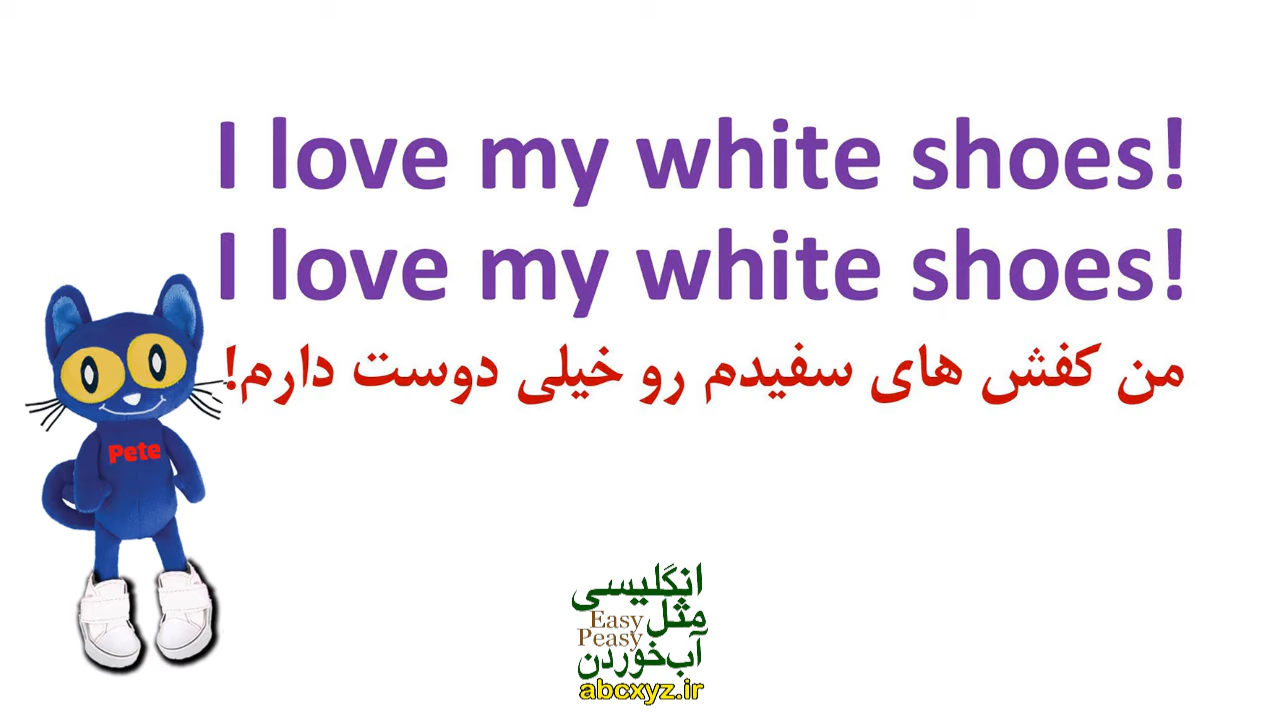 I love my white shoes!
I love my white shoes!
من کفش های سفیدم رو خیلی دوست دارم!
Pete
انگلیسی
مثل
Easy
Peasy
آب‌خوردن
abcxyz.ir